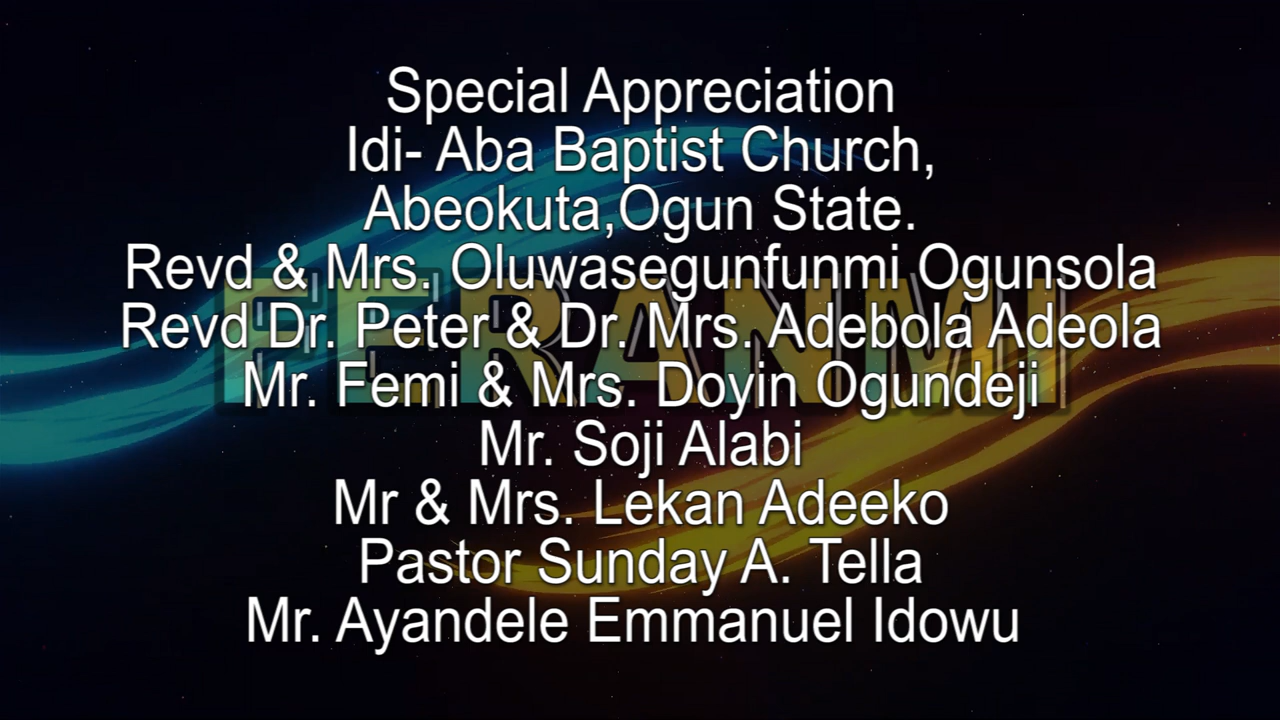 Special Appreciation
Idi- Aba Baptist Church,
Abeokuta,Ogun State.
Revd & Mrs. Oluwasegunfunmi Ogunsola
Revd Dr. Peter & Dr. Mrs. Adebola Adeola
Mr. Femi & Mrs. Doyin Ogundeji
Mr. Soji Alabi
Mr & Mrs. Lekan Adeeko
Pastor Sunday A. Tella
Mr. Ayandele Emmanuel Idowu